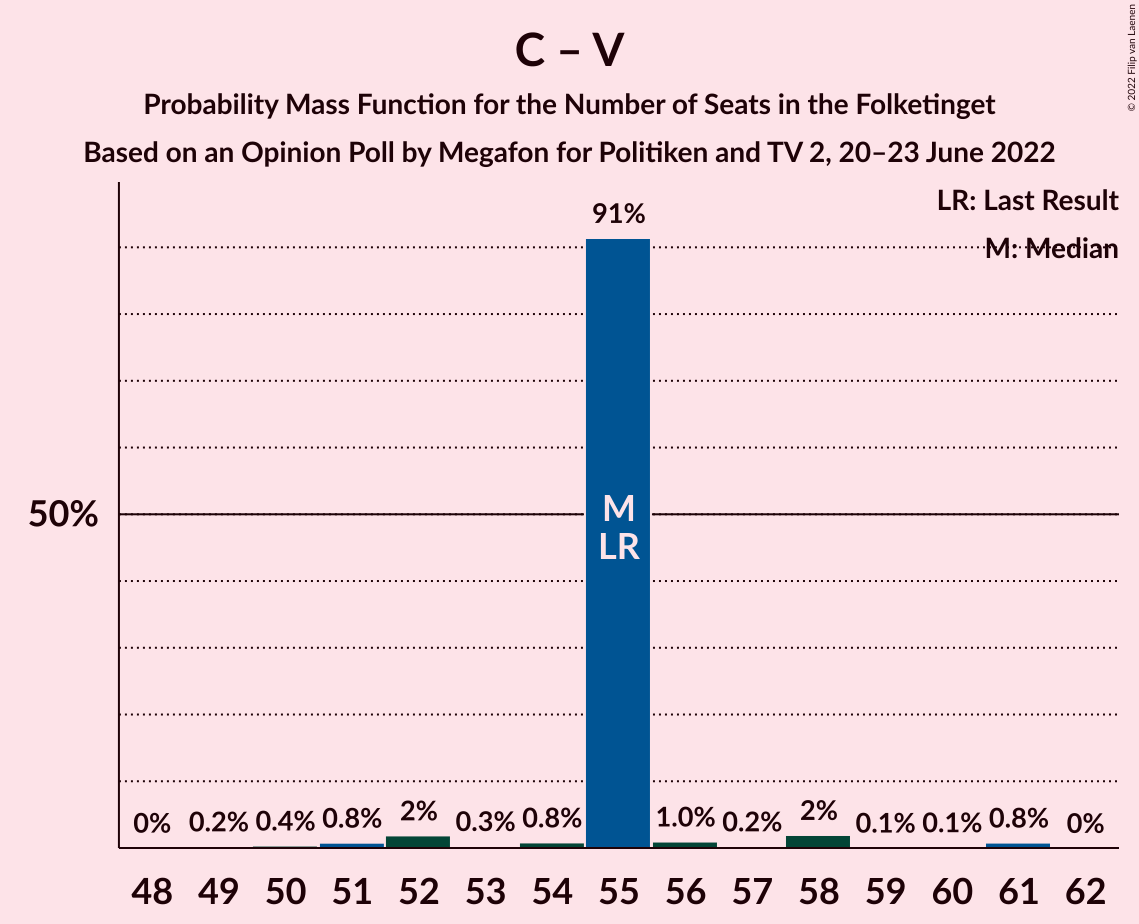 C – V
Probability Mass Function for the Number of Seats in the Folketinget
Based on an Opinion Poll by Megafon for Politiken and TV 2, 20–23 June 2022
© 2022 Filip van Laenen
LR: Last Result
M: Median
91%
50%
M
LR
0% 0.2% 0.4% 0.8% 2% 0.3% 0.8% 1.0% 0.2% 2% 0.1% 0.1% 0.8% 0%
48 49 50 51 52 53 54 55 56 57 58 59 60 61 62